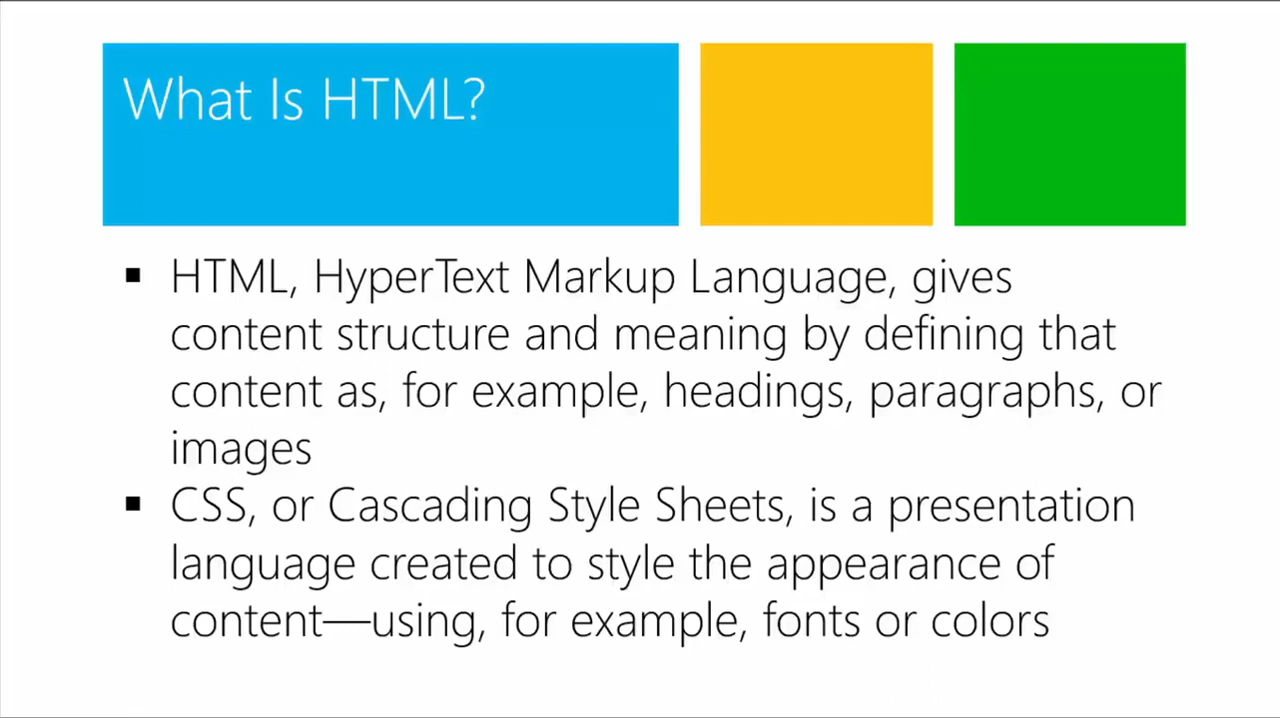 What Is HTML?
▪ HTML, HyperText Markup Language, gives
content structure and meaning by defining that
content as, for example, headings, paragraphs, or
images
▪ CSS, or Cascading Style Sheets, is a presentation
language created to style the appearance of
content—using, for example, fonts or colors